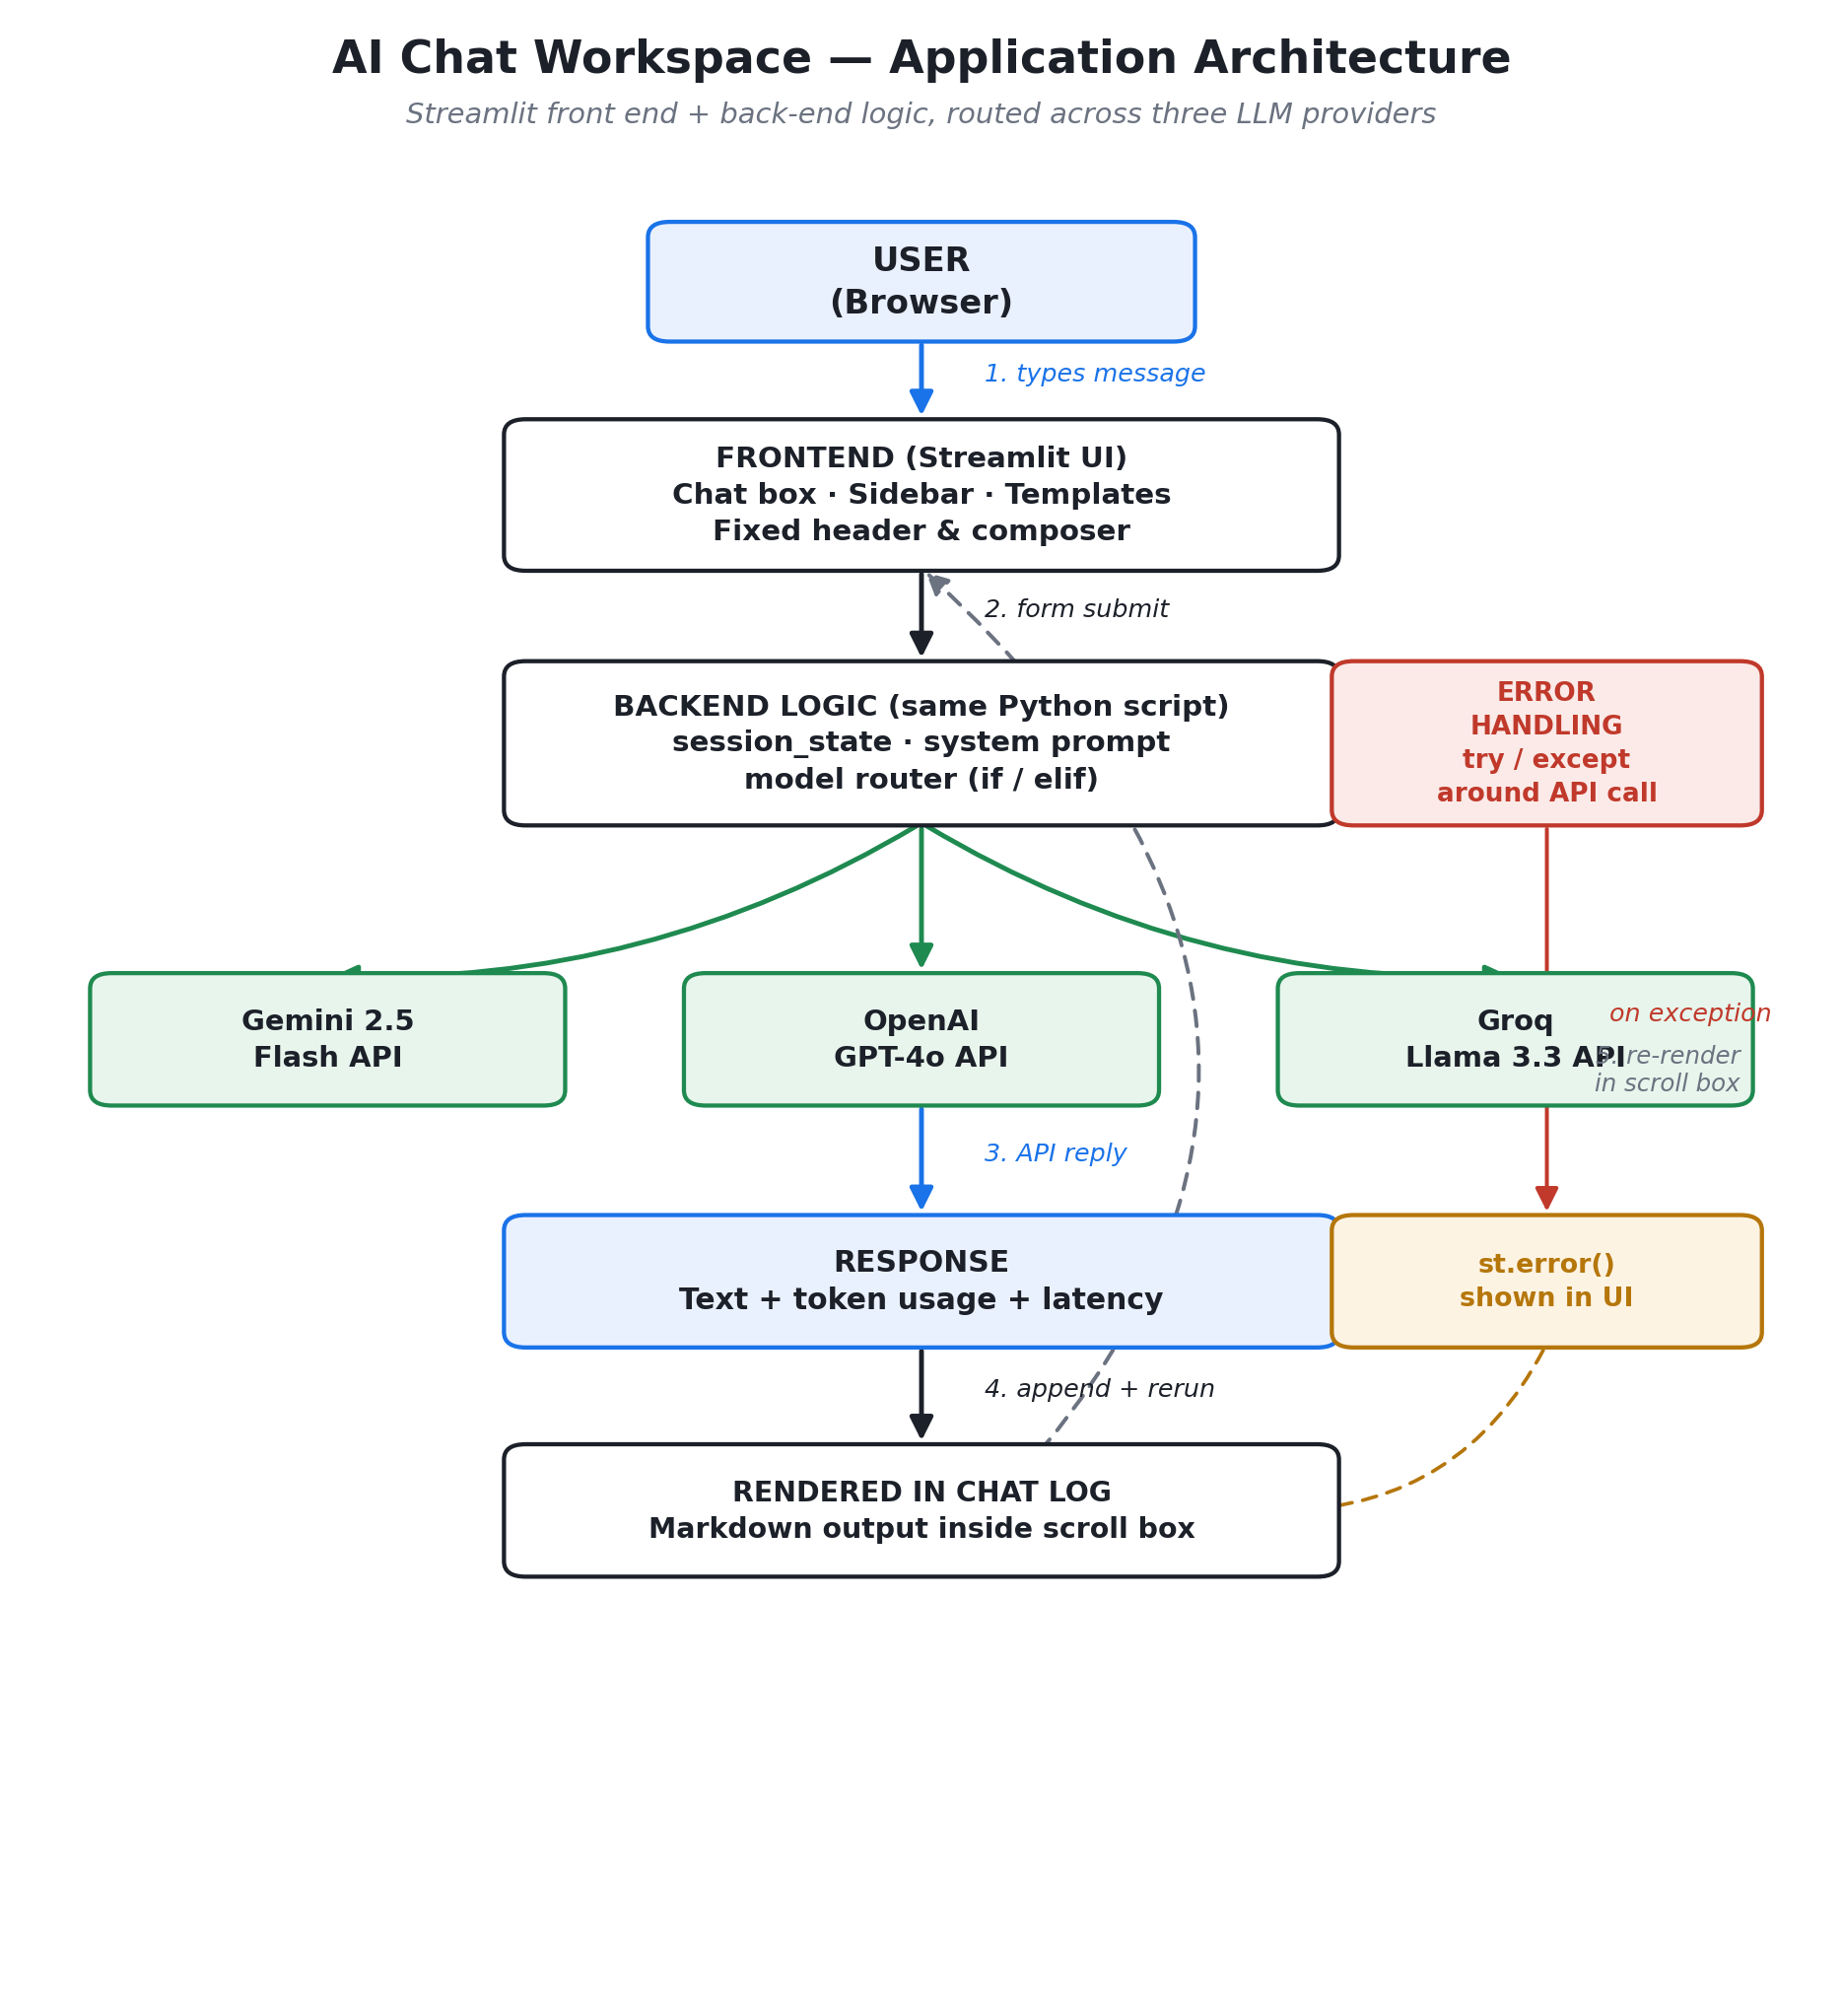 AI Chat Workspace — Application Architecture
Streamlit front end + back-end logic, routed across three LLM providers
USER
(Browser)
1. types message
FRONTEND (Streamlit UI)
Chat box · Sidebar · Templates
Fixed header & composer
2. form submit
BACKEND LOGIC (same Python script)
session_state · system prompt
model router (if / elif)
ERROR
HANDLING
try / except
around API call
Gemini 2.5
Flash API
OpenAI
GPT-4o API
Groq
Llama 3.3 API
on exception
5. re-render
in scroll box
3. API reply
RESPONSE
Text + token usage + latency
st.error()
shown in UI
4. append + rerun
RENDERED IN CHAT LOG
Markdown output inside scroll box